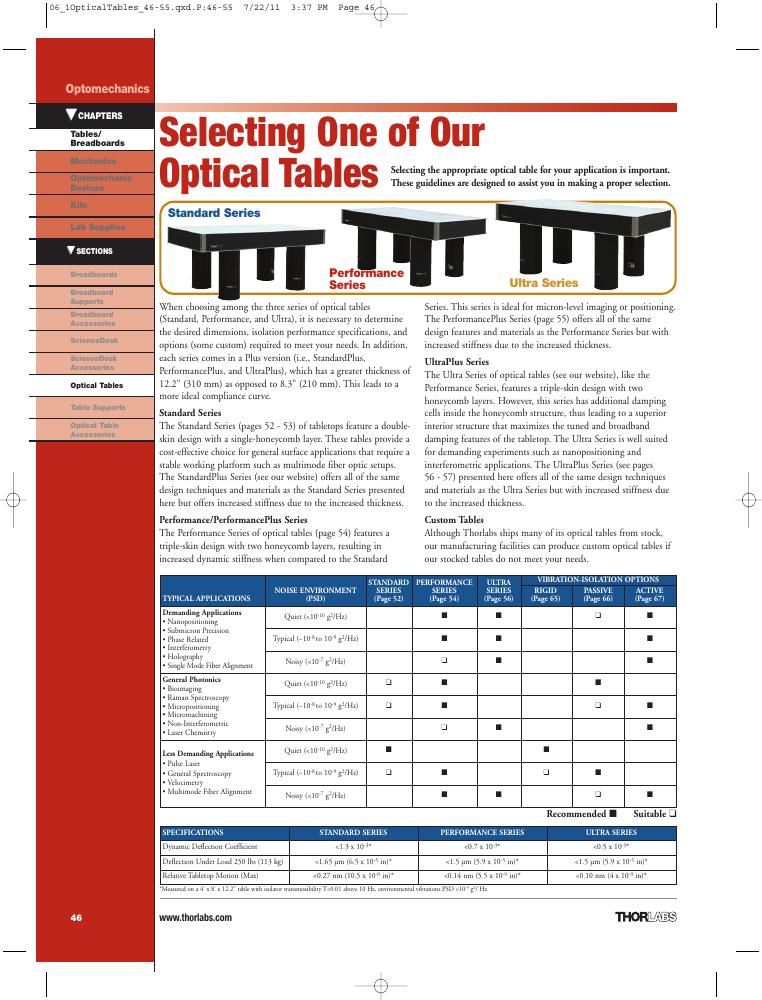 06_1OpticalTables_46-55.qxd.P:46-55 7/22/11 3:37 PM Page 46
Optomechanics
▼CHAPTERS
Tables/
Breadboards
Mechanics
Optomechanic
Devices
Kits
Lab Supplies
▼SECTIONS
Breadboards
Breadboard
Supports
Breadboard
Accessories
ScienceDesk
ScienceDesk
Accessories
Optical Tables
Table Supports
Optical Table
Accessories
Selecting One of Our
Optical Tables
Selecting the appropriate optical table for your application is important.
These guidelines are designed to assist you in making a proper selection.
Standard Series
Performance
Series
Ultra Series
When choosing among the three series of optical tables
(Standard, Performance, and Ultra), it is necessary to determine
the desired dimensions, isolation performance specifications, and
options (some custom) required to meet your needs. In addition,
each series comes in a Plus version (i.e., StandardPlus,
PerformancePlus, and UltraPlus), which has a greater thickness of
12.2" (310 mm) as opposed to 8.3" (210 mm). This leads to a
more ideal compliance curve.
Standard Series
The Standard Series (pages 52 - 53) of tabletops feature a double-
skin design with a single-honeycomb layer. These tables provide a
cost-effective choice for general surface applications that require a
stable working platform such as multimode fiber optic setups.
The StandardPlus (see our website) offers all of the same
design techniques and materials as the Standard Series presented
here but offers increased stiffness due to the increased thickness.
Performance/PerformancePlus Series
The Performance Series of optical tables (page 54) features a
triple-skin design with two honeycomb layers, resulting in
increased dynamic stiffness when compared to the Standard
Series. This series is ideal for micron-level imaging or positioning.
The PerformancePlus Series (page 55) offers all of the same
design features and materials as the Performance Series but with
increased stiffness due to the increased thickness.
UltraPlus Series
The Ultra Series of optical tables (see our website), like the
Performance Series, features a triple-skin design with two
honeycomb layers. However, this series has additional damping
cells inside the honeycomb structure, thus leading to a superior
interior structure that maximizes the tuned and broadband
damping features of the tabletop. The Ultra Series is well suited
for demanding experiments such as nanopositioning and
interferometric applications. The UltraPlus Series (see pages
56 - 57) presented here offers all of the same design techniques
and materials as the Ultra Series but with increased stiffness due
to the increased thickness.
Custom Tables
Although Thorlabs ships many of its optical tables from stock,
our manufacturing facilities can produce custom optical tables if
our stocked tables do not meet your needs.
TYPICAL APPLICATIONS NOISE ENVIRONMENT (PSD) STANDARD SERIES (Page 52) PERFORMANCE SERIES (Page 54) ULTRA SERIES (Page 56) VIBRATION-ISOLATION OPTIONS RIGID (Page 65) PASSIVE (Page 66) ACTIVE (Page 67)
Demanding Applications
• Nanopositioning
• Submicron Precision
• Phase Related
• Interferometry
• Holography
• Single Mode Fiber Alignment
Quiet (<10⁻¹⁰ g²/Hz) ■ ■ ❏ ■
Typical (~10⁻⁸ to 10⁻⁹ g²/Hz) ■ ■ ■
Noisy (<10⁻⁷ g²/Hz) ❏ ■ ■
General Photonics
• Bioimaging
• Raman Spectroscopy
• Micropositioning
• Micromachining
• Non-Interferometric
• Laser Chemistry
Quiet (<10⁻¹⁰ g²/Hz) ❏ ■ ■
Typical (~10⁻⁸ to 10⁻⁹ g²/Hz) ❏ ■ ❏ ■
Noisy (<10⁻⁷ g²/Hz) ❏ ■ ■
Less Demanding Applications
• Pulse Laser
• General Spectroscopy
• Velocimetry
• Multimode Fiber Alignment
Quiet (<10⁻¹⁰ g²/Hz) ■ ■
Typical (~10⁻⁸ to 10⁻⁹ g²/Hz) ❏ ■ ❏ ■
Noisy (<10⁻⁷ g²/Hz) ■ ■ ❏ ■
Recommended ■ Suitable ❏
SPECIFICATIONS STANDARD SERIES PERFORMANCE SERIES ULTRA SERIES
Dynamic Deflection Coefficient <1.3 x 10⁻³* <0.7 x 10⁻³* <0.5 x 10⁻³*
Deflection Under Load 250 lbs (113 kg) <1.65 µm (6.5 x 10⁻⁵ in)* <1.5 µm (5.9 x 10⁻⁵ in)* <1.5 µm (5.9 x 10⁻⁵ in)*
Relative Tabletop Motion (Max) <0.27 nm (10.5 x 10⁻⁹ in)* <0.14 nm (5.5 x 10⁻⁹ in)* <0.10 nm (4 x 10⁻⁹ in)*
*Measured on a 4' x 8' x 12.2" table with isolator transmissibility T<0.01 above 10 Hz, environmental vibrations PSD <10⁻⁹ g²/ Hz.
46
www.thorlabs.com
THORLABS